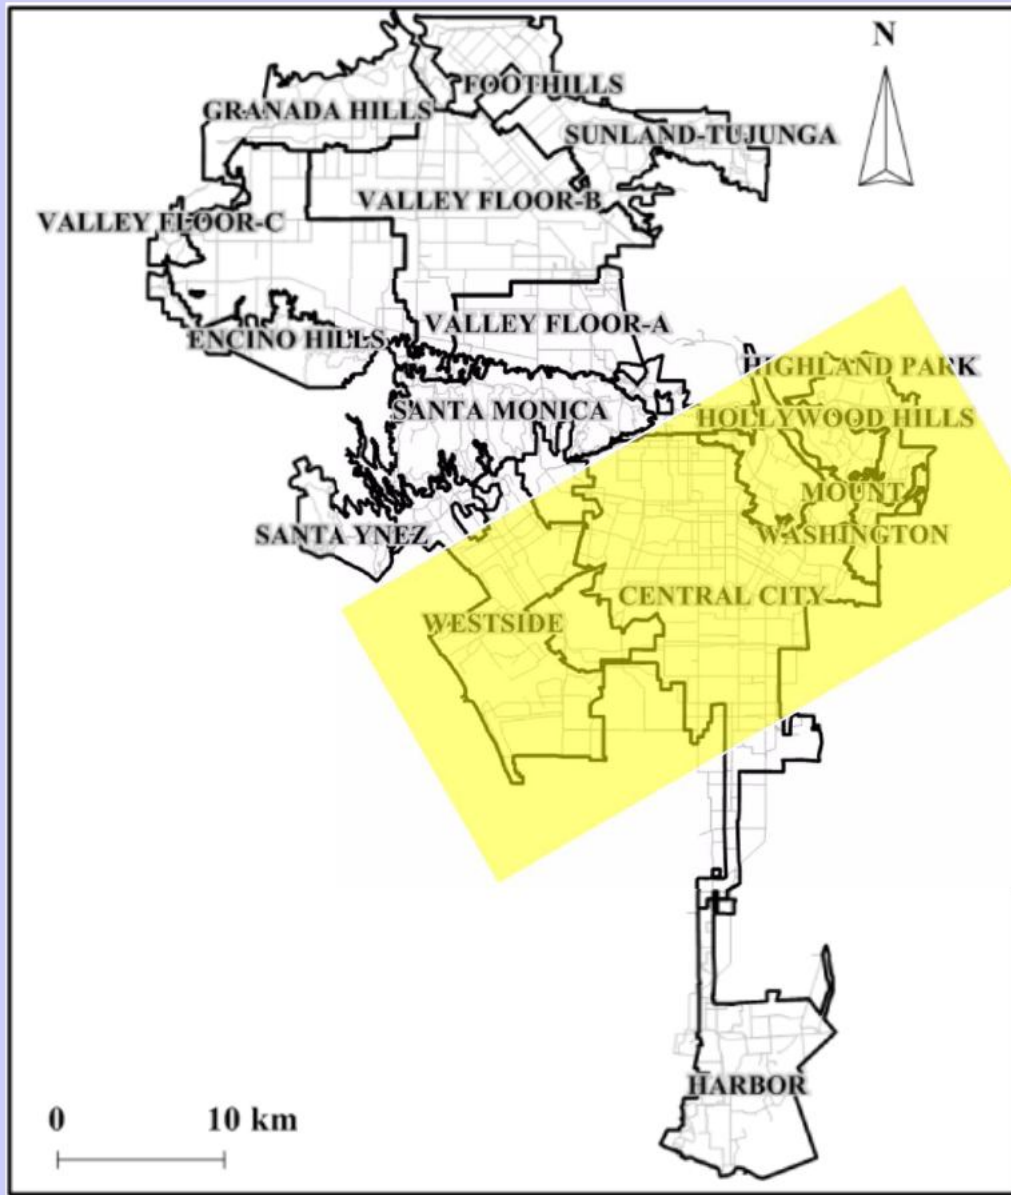 N
FOOTHILLS
GRANADA HILLS
SUNLAND-TUJUNGA
VALLEY FLOOR-B
VALLEY FLOOR-C
VALLEY FLOOR-A
ENCINO HILLS
HIGHLAND PARK
SANTA MONICA
HOLLYWOOD HILLS
MOUNT
WASHINGTON
SANTA YNEZ
CENTRAL CITY
WESTSIDE
HARBOR
0 10 km